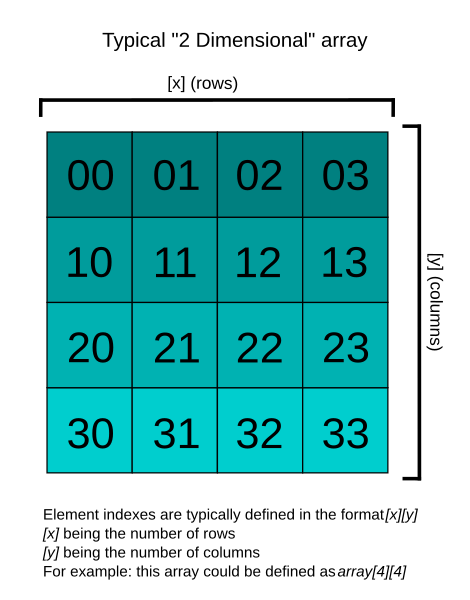 Typical "2 Dimensional" array
[x] (rows)
00 01 02 03
10 11 12 13
20 21 22 23
30 31 32 33
[y] (columns)
Element indexes are typically defined in the format [x][y]
[x] being the number of rows
[y] being the number of columns
For example: this array could be defined as array[4][4]